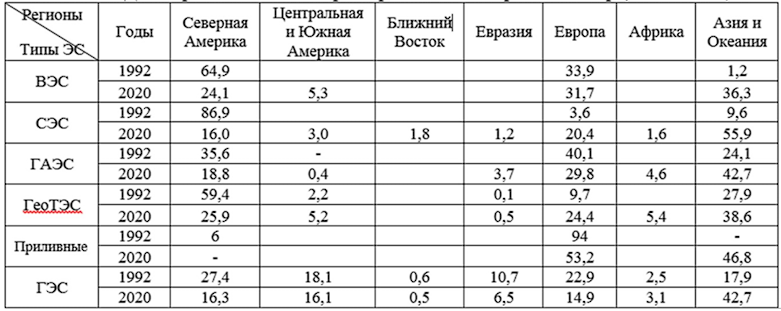 Регионы Типы ЭС Годы Северная Америка Центральная и Южная Америка Ближний Восток Евразия Европа Африка Азия и Океания
ВЭС 1992 64,9 33,9 1,2
2020 24,1 5,3 31,7 36,3
СЭС 1992 86,9 3,6 9,6
2020 16,0 3,0 1,8 1,2 20,4 1,6 55,9
ГАЭС 1992 35,6 - 40,1 24,1
2020 18,8 0,4 3,7 29,8 4,6 42,7
ГеоТЭС 1992 59,4 2,2 0,1 9,7 27,9
2020 25,9 5,2 0,5 24,4 5,4 38,6
Приливные 1992 6 94 -
2020 - 53,2 46,8
ГЭС 1992 27,4 18,1 0,6 10,7 22,9 2,5 17,9
2020 16,3 16,1 0,5 6,5 14,9 3,1 42,7